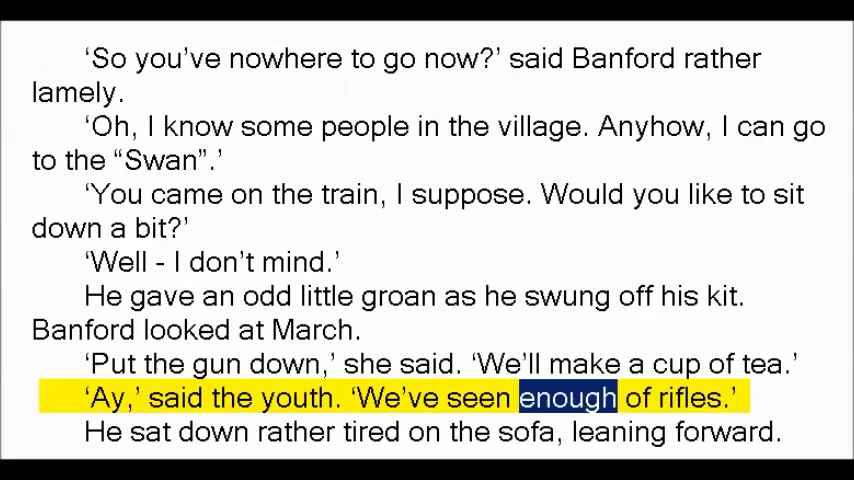 ‘So you’ve nowhere to go now?’ said Banford rather
lamely.
‘Oh, I know some people in the village. Anyhow, I can go
to the “Swan”.’
‘You came on the train, I suppose. Would you like to sit
down a bit?’
‘Well - I don’t mind.’
He gave an odd little groan as he swung off his kit.
Banford looked at March.
‘Put the gun down,’ she said. ‘We’ll make a cup of tea.’
‘Ay,’ said the youth. ‘We’ve seen enough of rifles.’
He sat down rather tired on the sofa, leaning forward.